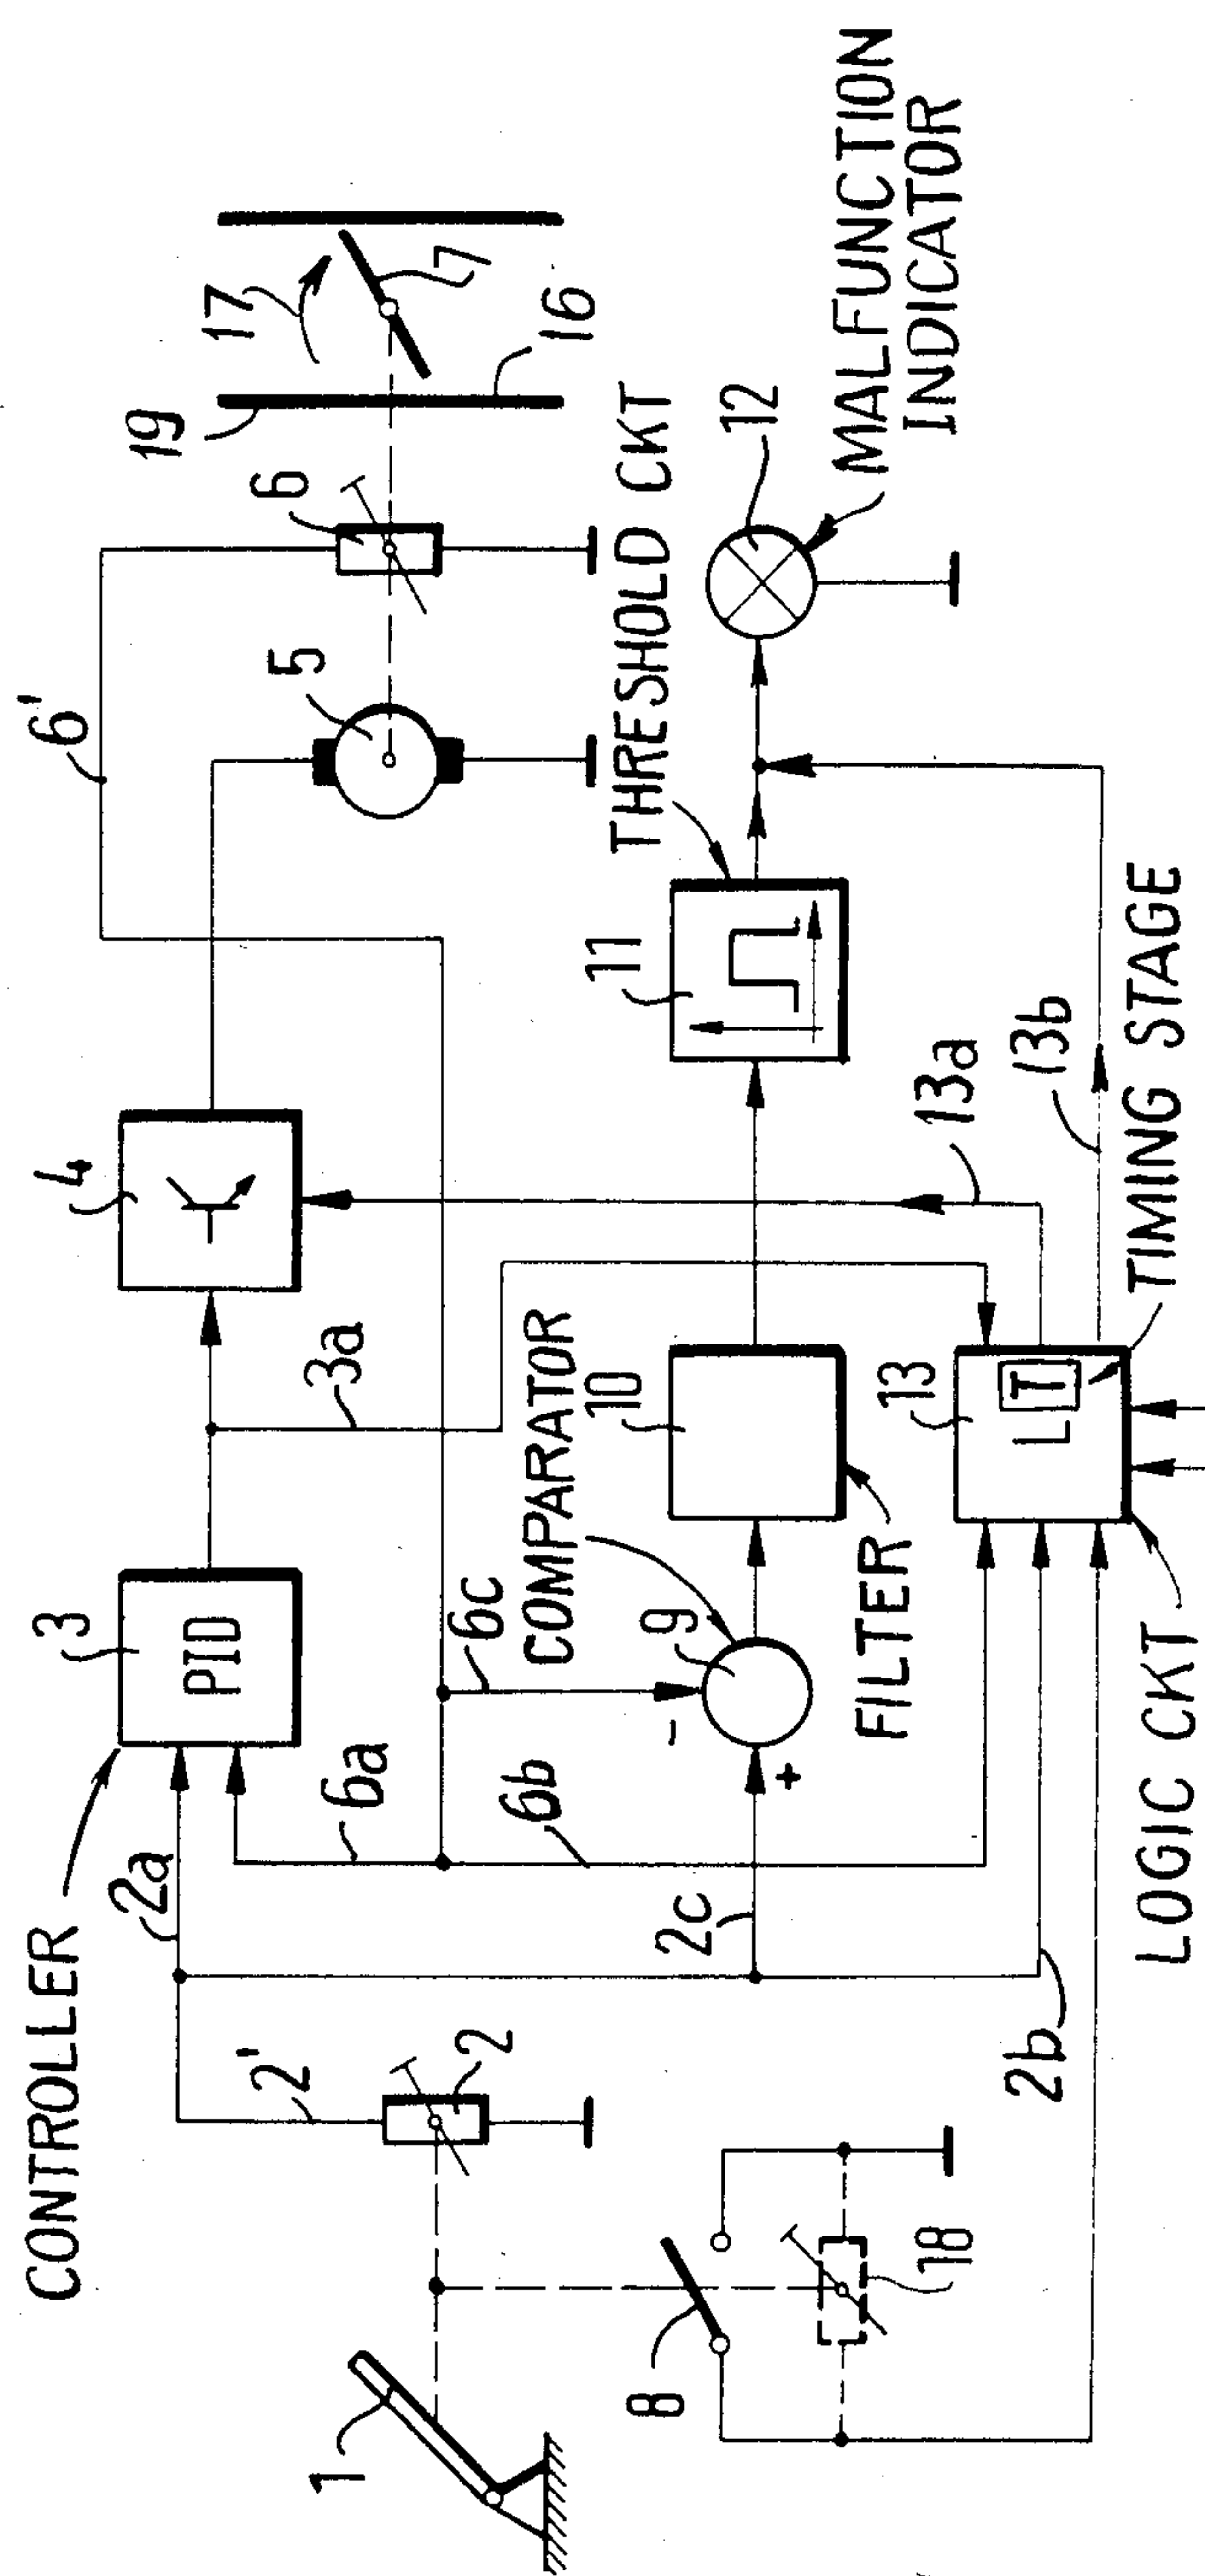 CONTROLLER
2'
2a
3
PID
6a
3a
4
6'
5
6
19
17
7
16
1
2
2c
6b
6c
COMPARATOR
9
-
+
10
FILTER
11
THRESHOLD CKT
12
MALFUNCTION
INDICATOR
8
18
2b
13
L
T
13a
13b
TIMING STAGE
LOGIC CKT